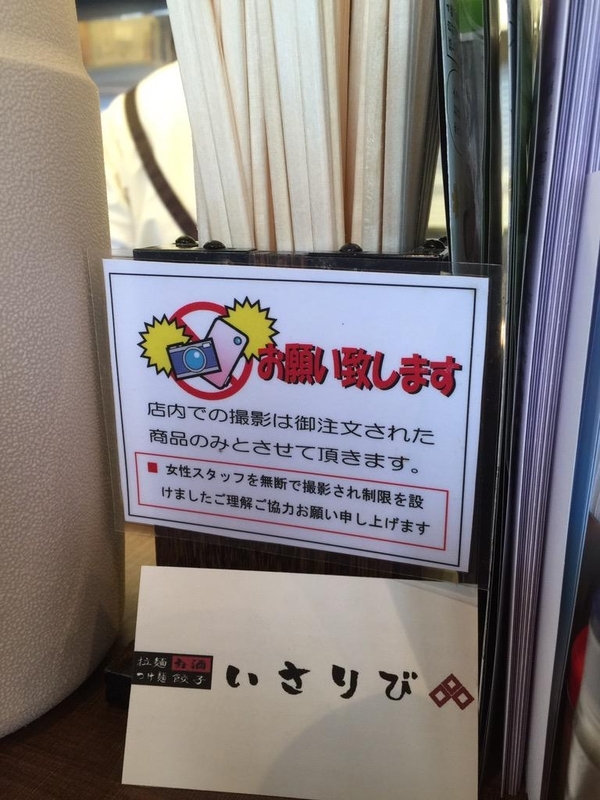 お願い致します
店内での撮影は御注文された
商品のみとさせて頂きます。
■ 女性スタッフを無断で撮影され制限を設
けましたご理解ご協力お願い申し上げます
拉麺 お酒
つけ麺 餃子
いさりび